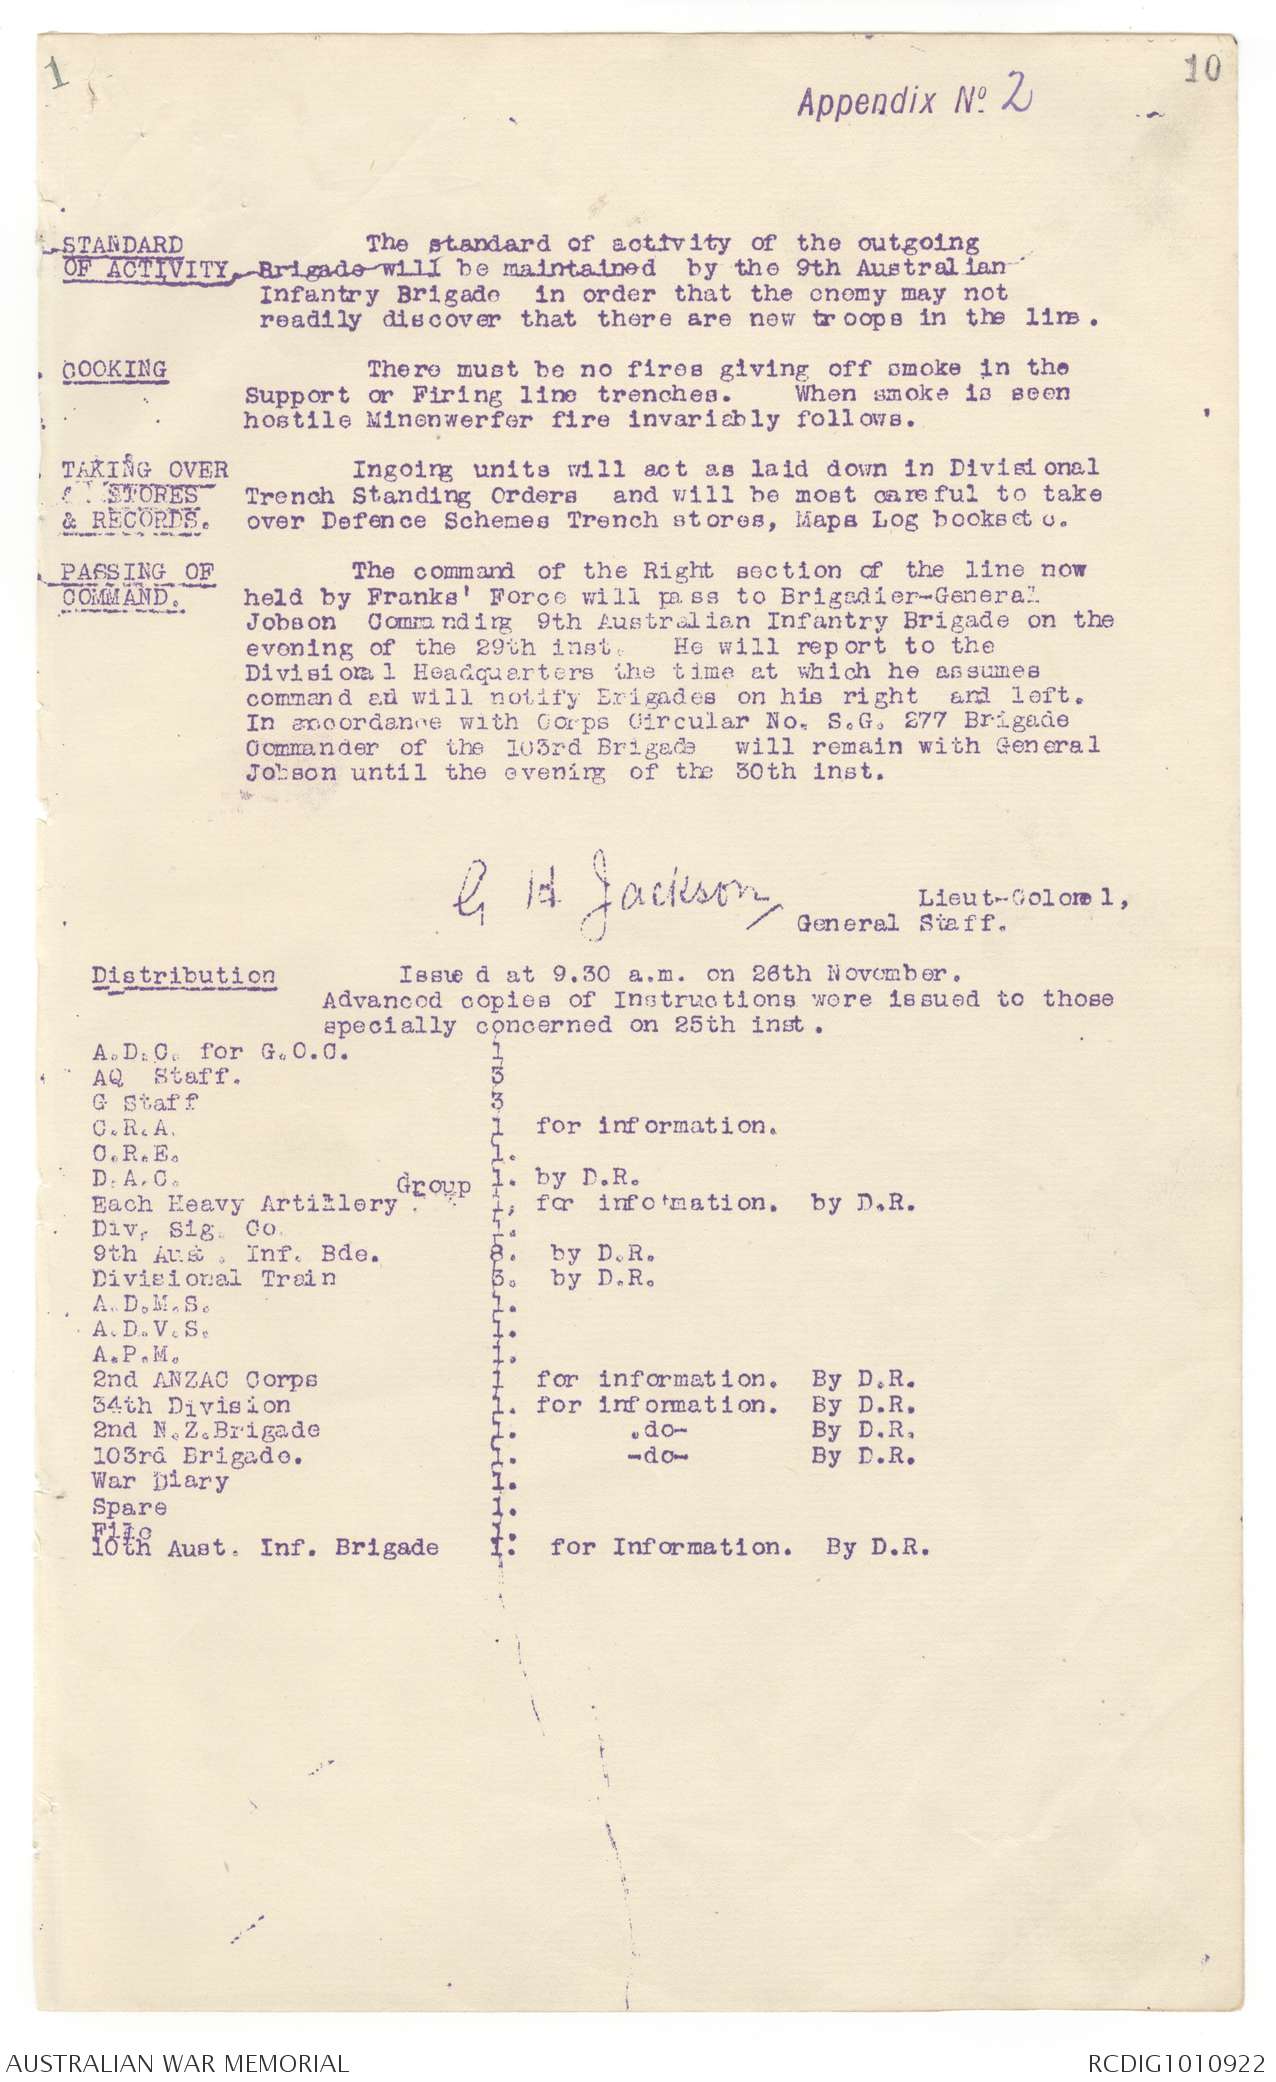 1
10
Appendix No. 2
STANDARD The standard of activity of the outgoing
OF ACTIVITY. Brigade will be maintained by the 9th Australian
Infantry Brigade in order that the enemy may not
readily discover that there are new troops in the line.
COOKING There must be no fires giving off smoke in the
Support or Firing line trenches. When smoke is seen
hostile Minenwerfer fire invariably follows.
TAKING OVER Ingoing units will act as laid down in Divisional
STORES Trench Standing Orders and will be most careful to take
& RECORDS. over Defence Schemes Trench stores, Maps Log books etc.
PASSING OF The command of the Right section of the line now
COMMAND. held by Franks' Force will pass to Brigadier-General
Jobson Commanding 9th Australian Infantry Brigade on the
evening of the 29th inst. He will report to the
Divisional Headquarters the time at which he assumes
command and will notify Brigades on his right and left.
In accordance with Corps Circular No. S.G. 277 Brigade
Commander of the 103rd Brigade will remain with General
Jobson until the evening of the 30th inst.
G H Jackson Lieut-Colonel,
General Staff.
Distribution Issued at 9.30 a.m. on 26th November.
Advanced copies of Instructions were issued to those
specially concerned on 25th inst.
A.D.C. for G.O.C. 1
AQ Staff. 3
G Staff 3
C.R.A. 1 for information.
C.R.E. 1.
D.A.C. 1. by D.R.
Each Heavy Artillery Group 1, for information. by D.R.
Div. Sig. Co. 1.
9th Aust. Inf. Bde. 8. by D.R.
Divisional Train 3. by D.R.
A.D.M.S. 1.
A.D.V.S. 1.
A.P.M. 1.
2nd ANZAC Corps 1 for information. By D.R.
34th Division 1. for information. By D.R.
2nd N.Z.Brigade 1. -do- By D.R.
103rd Brigade. 1. -do- By D.R.
War Diary 1.
Spare 1.
File 1.
10th Aust. Inf. Brigade 1. for Information. By D.R.
AUSTRALIAN WAR MEMORIAL
RCDIG1010922